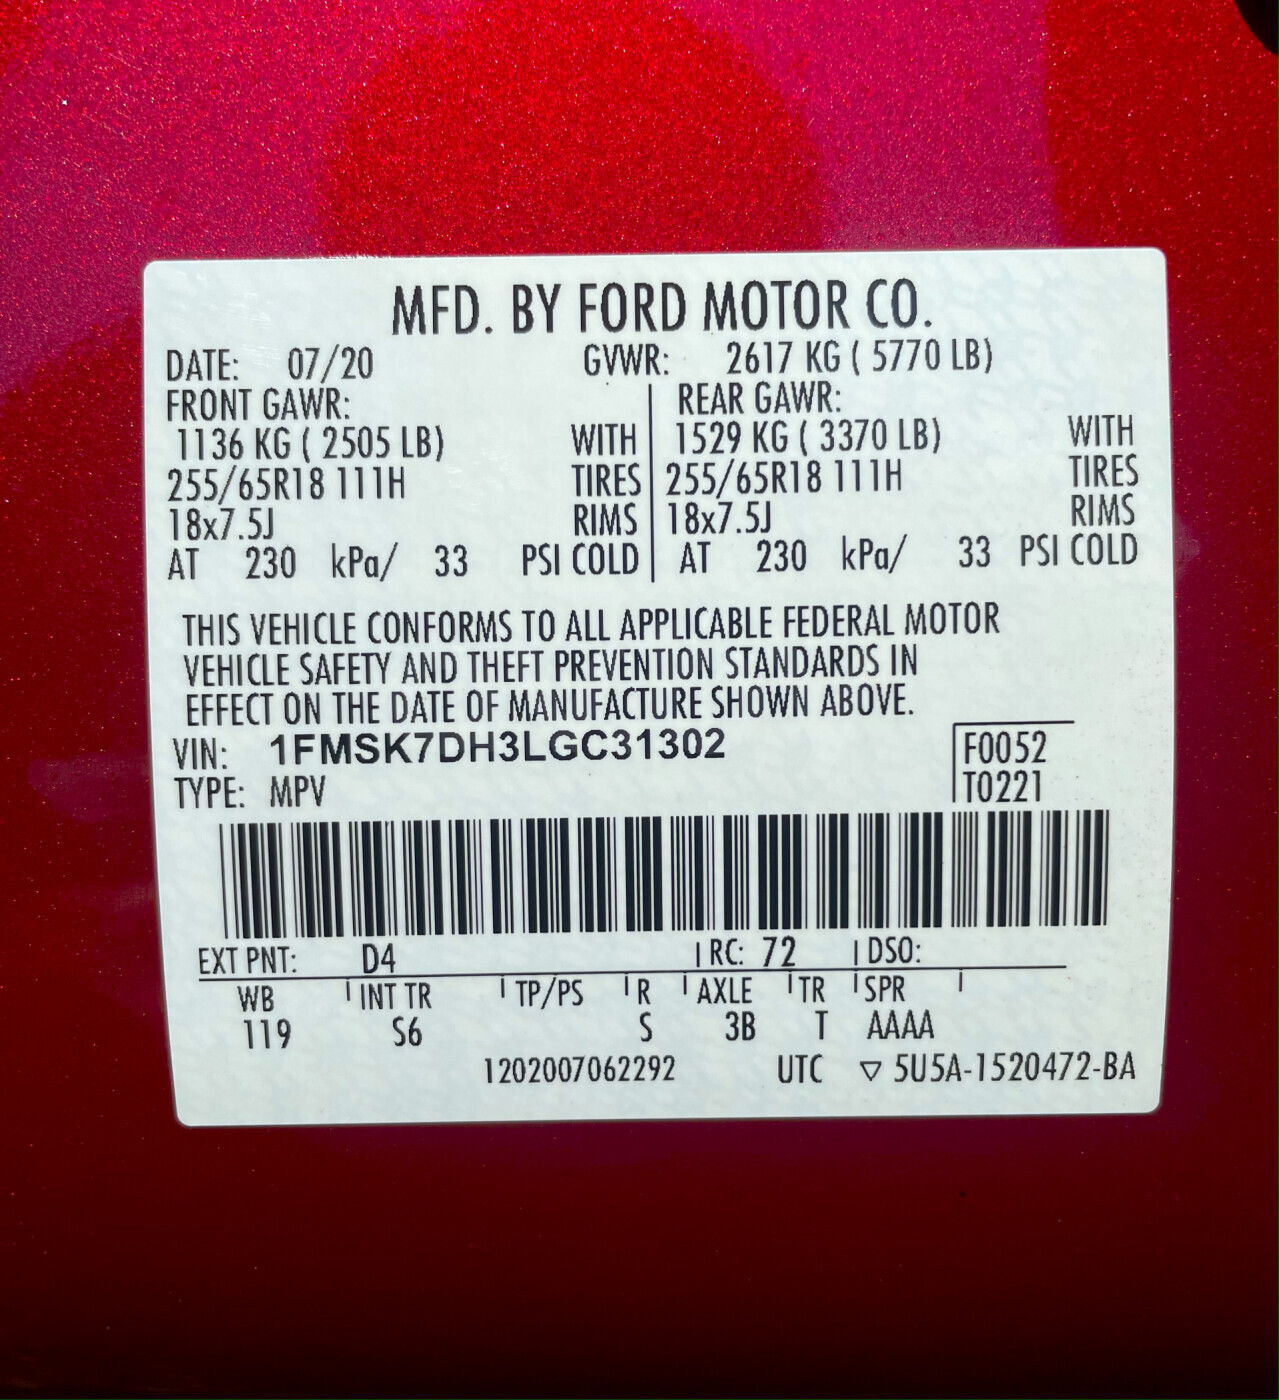 MFD. BY FORD MOTOR CO.
DATE: 07/20 GVWR: 2617 KG ( 5770 LB)
FRONT GAWR: REAR GAWR:
1136 KG ( 2505 LB) WITH 1529 KG ( 3370 LB) WITH
255/65R18 111H TIRES 255/65R18 111H TIRES
18x7.5J RIMS 18x7.5J RIMS
AT 230 kPa/ 33 PSI COLD AT 230 kPa/ 33 PSI COLD
THIS VEHICLE CONFORMS TO ALL APPLICABLE FEDERAL MOTOR
VEHICLE SAFETY AND THEFT PREVENTION STANDARDS IN
EFFECT ON THE DATE OF MANUFACTURE SHOWN ABOVE.
VIN: 1FMSK7DH3LGC31302 F0052
TYPE: MPV T0221
EXT PNT: D4 RC: 72 DSO:
WB INT TR TP/PS R AXLE TR SPR
119 S6 S 3B T AAAA
1202007062292 UTC ▽ 5U5A-1520472-BA